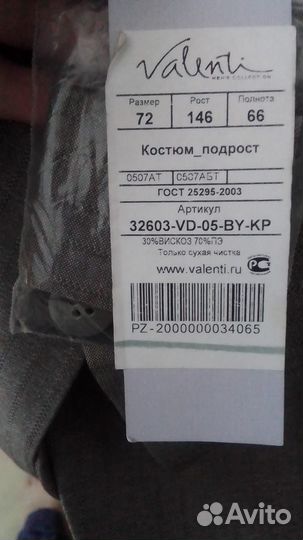 Valenti
MEN'S COLLECTION
Размер Рост Полнота
72 146 66
Костюм_подрост
0507АТ 0507АБТ
ГОСТ 25295-2003
Артикул
32603-VD-05-BY-KP
30%ВИСКОЗ 70%ПЭ
Только сухая чистка
www.valenti.ru
PZ-2000000034065
Avito